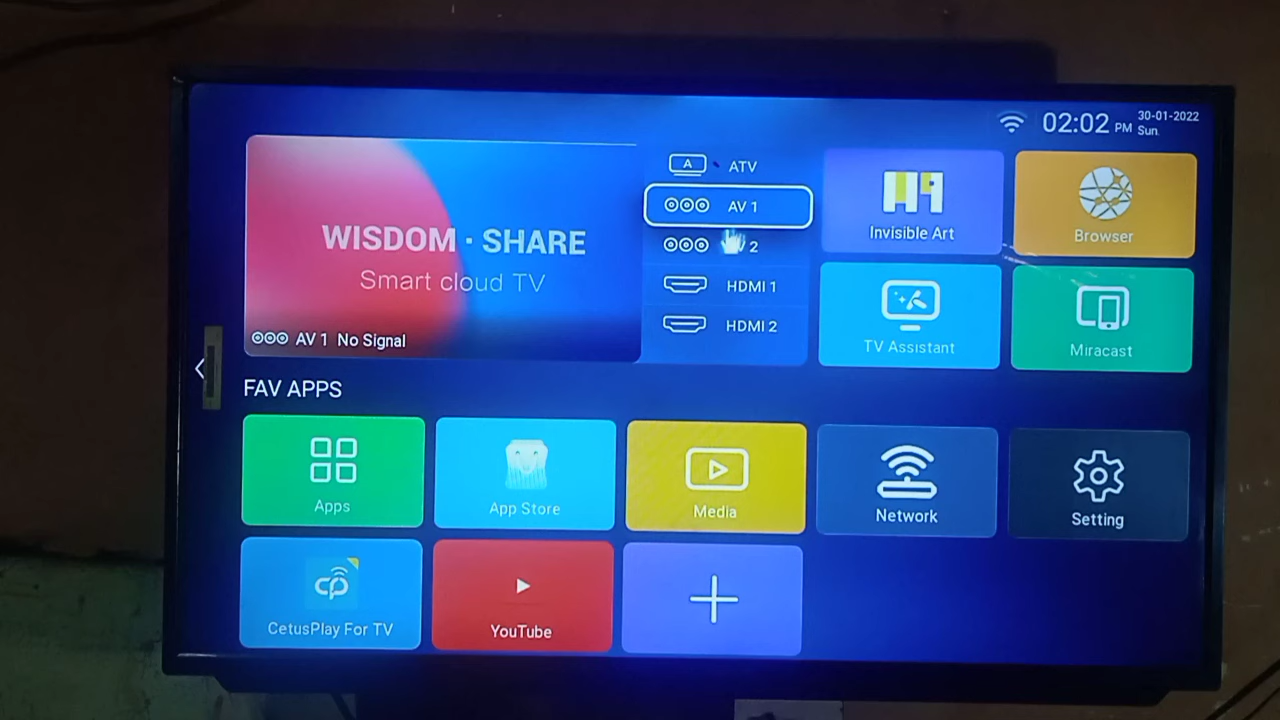 02:02 PM
30-01-2022
Sun.
WISDOM · SHARE
Smart cloud TV
AV 1 No Signal
A
ATV
AV 1
2
HDMI 1
HDMI 2
Invisible Art
Browser
TV Assistant
Miracast
FAV APPS
Apps
App Store
Media
Network
Setting
cp
CetusPlay For TV
YouTube